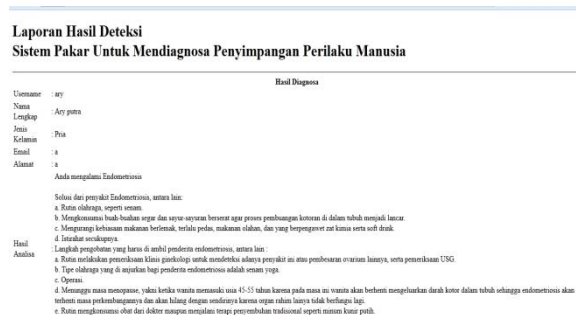 Laporan Hasil Deteksi
Sistem Pakar Untuk Mendiagnosa Penyimpangan Perilaku Manusia
Hasil Diagnosa
Username : ary
Nama Lengkap : Ary putra
Jenis Kelamin : Pria
Email : a
Alamat : a
Anda mengalami Endometriosis
Solusi dari penyakit Endometriosis, antara lain:
a. Rutin olahraga, seperti senam.
b. Mengkonsumsi buah-buahan segar dan sayur-sayuran berserat agar proses pembuangan kotoran di dalam tubuh menjadi lancar.
c. Mengurangi kebiasaan makanan berlemak, terlalu pedas, makanan olahan, dan yang berpengawet zat kimia serta soft drink.
d. Istirahat secukupnya.
Hasil Analisa
: Langkah pengobatan yang harus di ambil penderita endometriosis, antara lain :
a. Rutin melakukan pemeriksaan klinis ginekologi untuk mendeteksi adanya penyakit ini atau pembesaran ovarium lainnya, serta pemeriksaan USG.
b. Tipe olahraga yang di anjurkan bagi penderita endometriosis adalah senam yoga.
c. Operasi.
d. Menunggu masa menopause, yakni ketika wanita memasuki usia 45-55 tahun karena pada masa ini wanita akan berhenti mengeluarkan darah kotor dalam tubuh sehingga endometriosis akan
terhenti masa perkembangannya dan akan hilang dengan sendirinya karena organ rahim lainya tidak berfungsi lagi.
e. Rutin mengkonsumsi obat dari dokter maupun menjalani terapi penyembuhan tradisional seperti minum kunir putih.